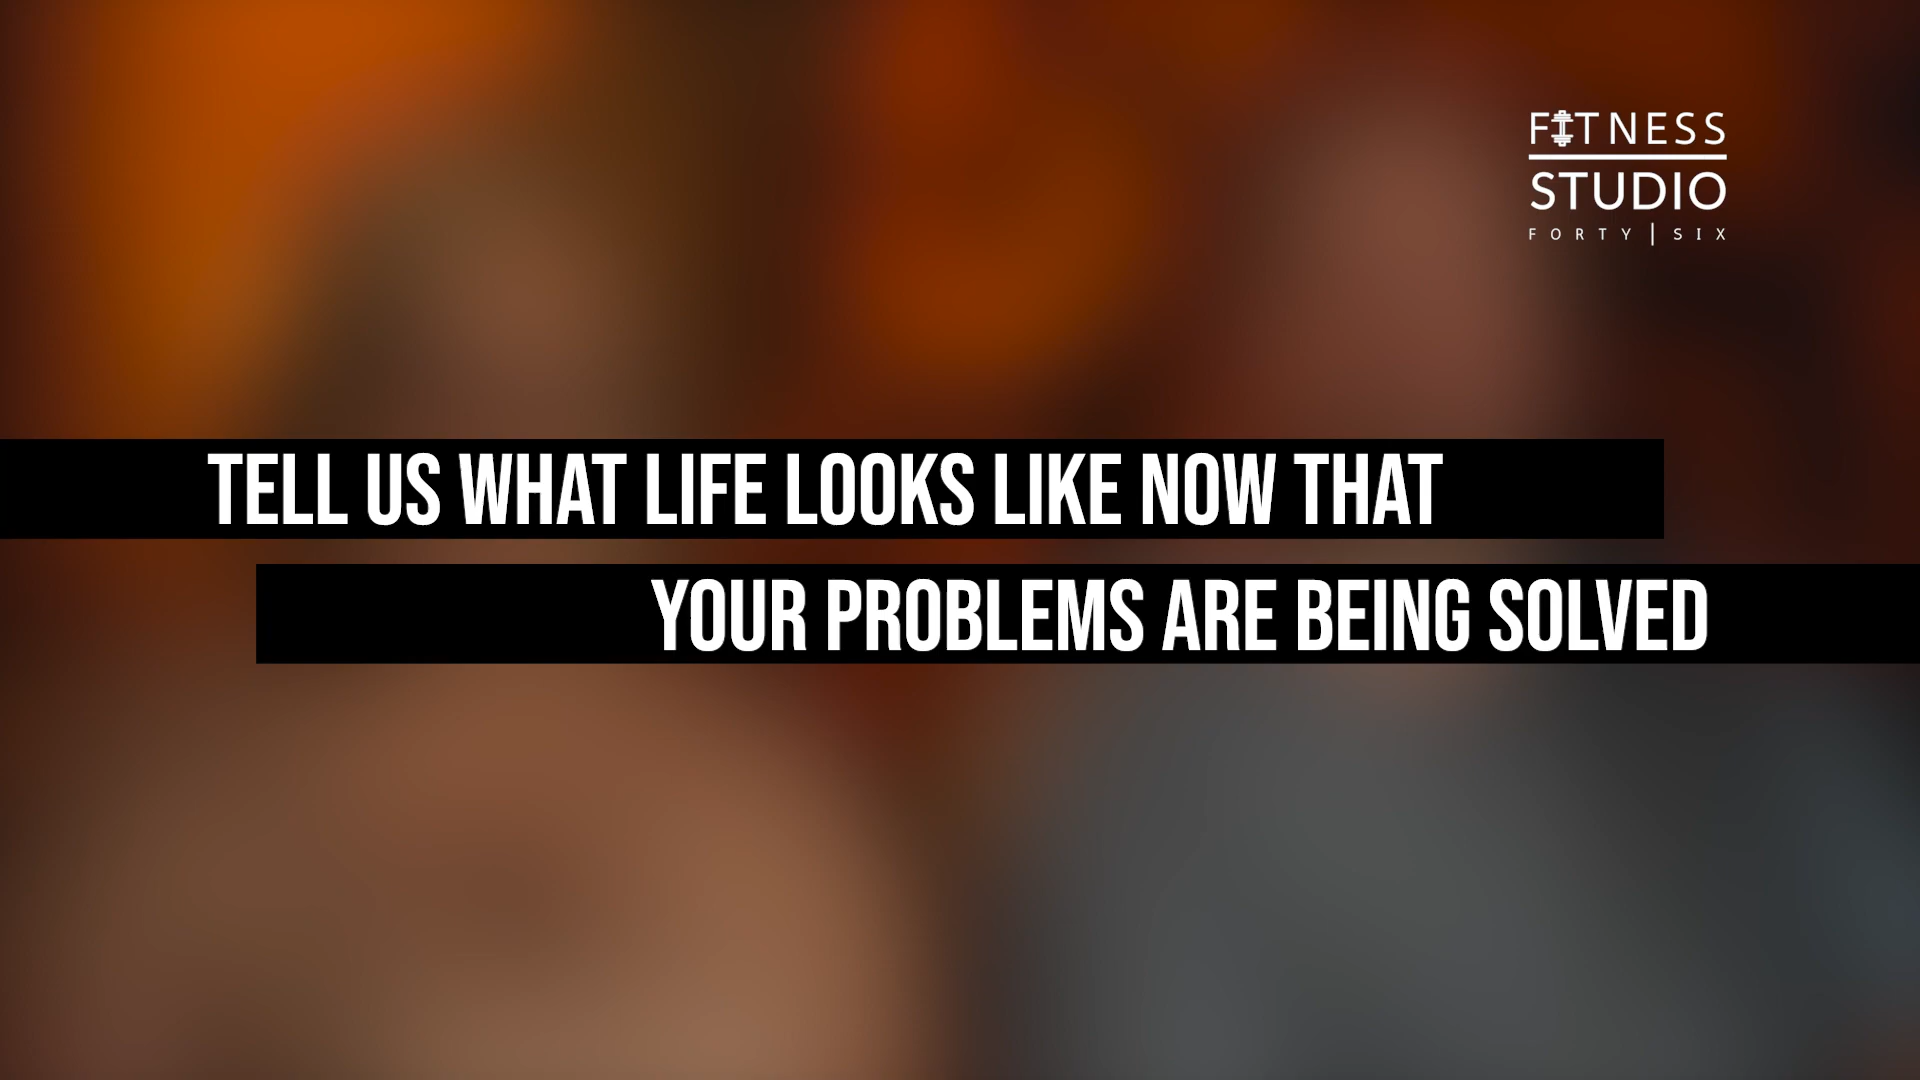 FITNESS
STUDIO
FORTY | SIX
TELL US WHAT LIFE LOOKS LIKE NOW THAT
YOUR PROBLEMS ARE BEING SOLVED